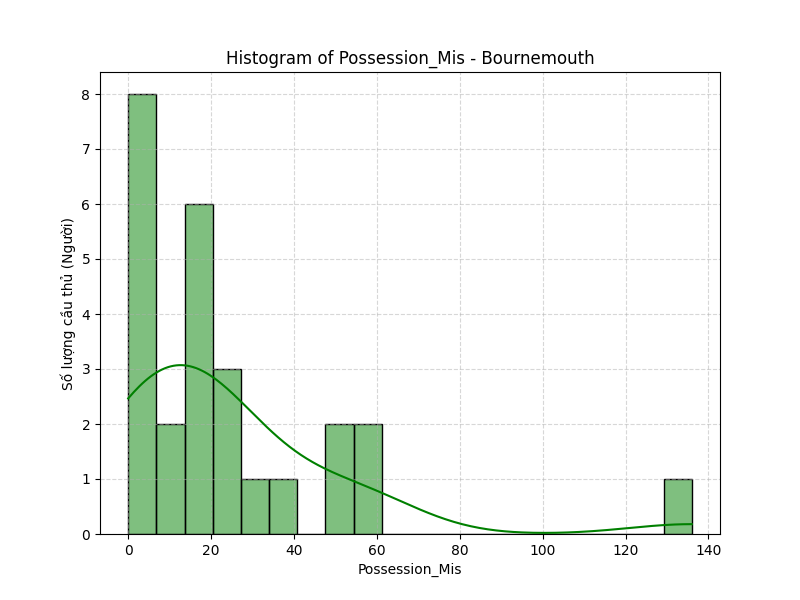 Histogram of Possession_Mis - Bournemouth
Số lượng cầu thủ (Người)
8
7
6
5
4
3
2
1
0
0 20 40 60 80 100 120 140
Possession_Mis